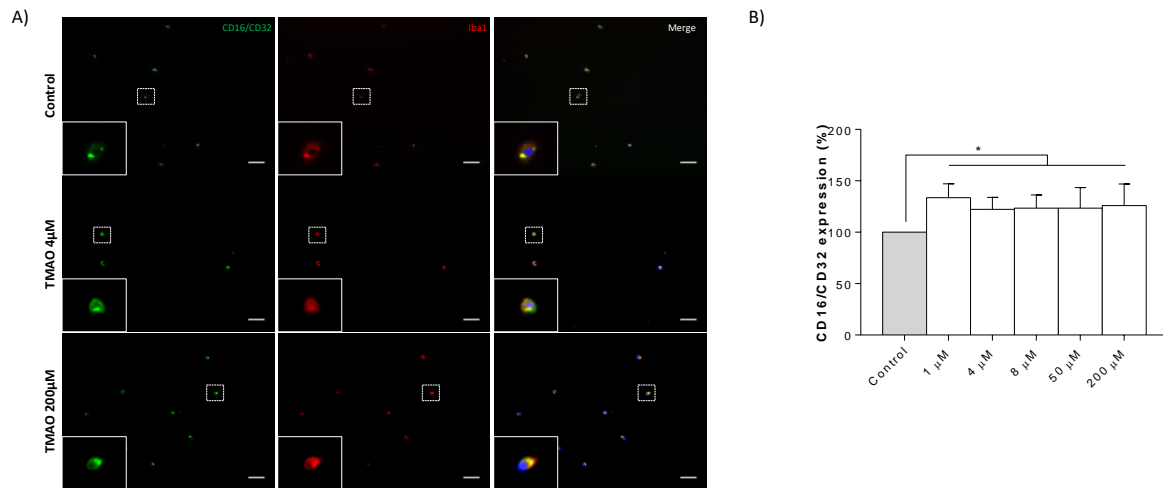 A)
CD16/CD32
Iba1
Merge
Control
TMAO 4μM
TMAO 200μM
B)
CD16/CD32 expression (%)
200
150
100
50
0
*
Control
1 μM
4 μM
8 μM
50 μM
200 μM